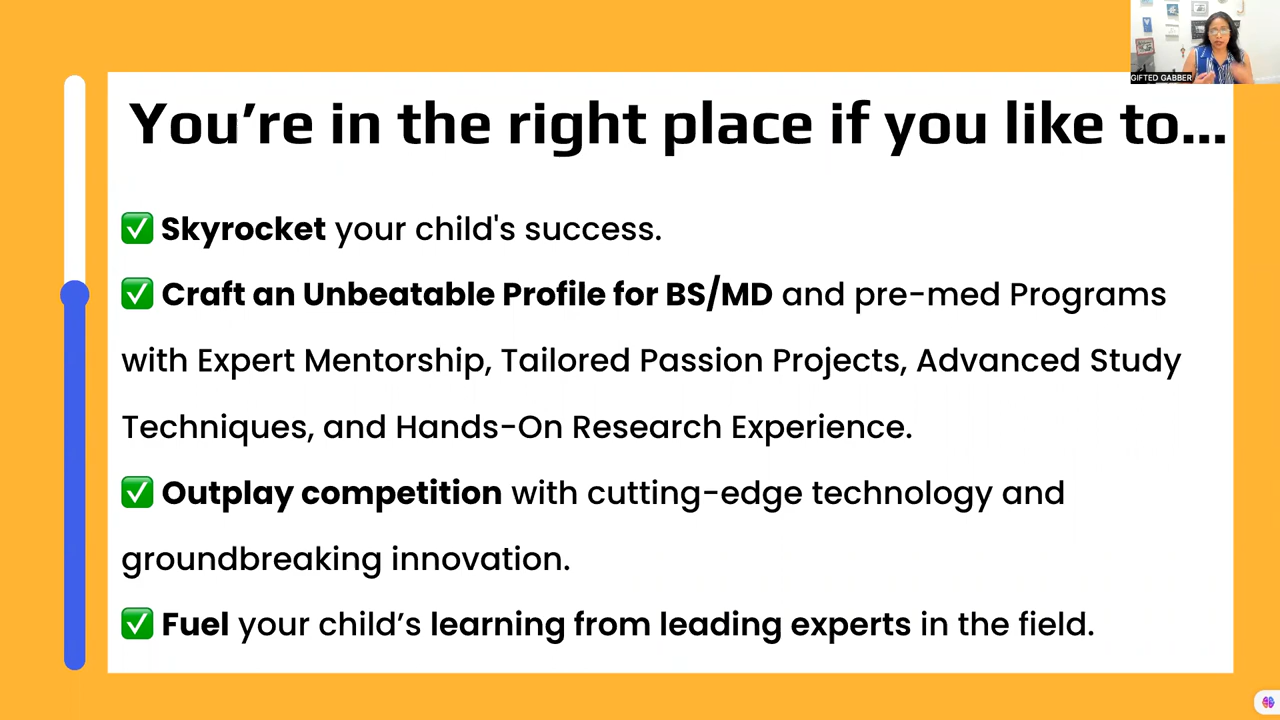 GIFTED GABBER
You’re in the right place if you like to...
✅ Skyrocket your child's success.
✅ Craft an Unbeatable Profile for BS/MD and pre-med Programs
with Expert Mentorship, Tailored Passion Projects, Advanced Study
Techniques, and Hands-On Research Experience.
✅ Outplay competition with cutting-edge technology and
groundbreaking innovation.
✅ Fuel your child’s learning from leading experts in the field.